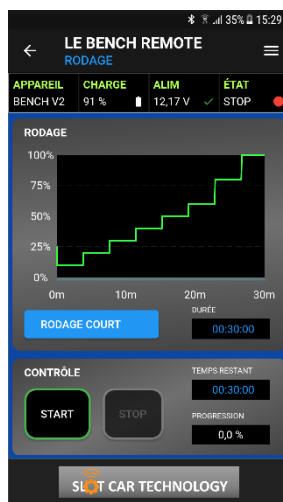 35% 15:29
LE BENCH REMOTE
RODAGE
APPAREIL CHARGE ALIM ÉTAT
BENCH V2 91 % 12,17 V STOP
RODAGE
100%
75%
50%
25%
0%
0m 10m 20m 30m
DURÉE
RODAGE COURT 00:30:00
CONTRÔLE TEMPS RESTANT
00:30:00
START STOP PROGRESSION
0,0 %
SLOT CAR TECHNOLOGY